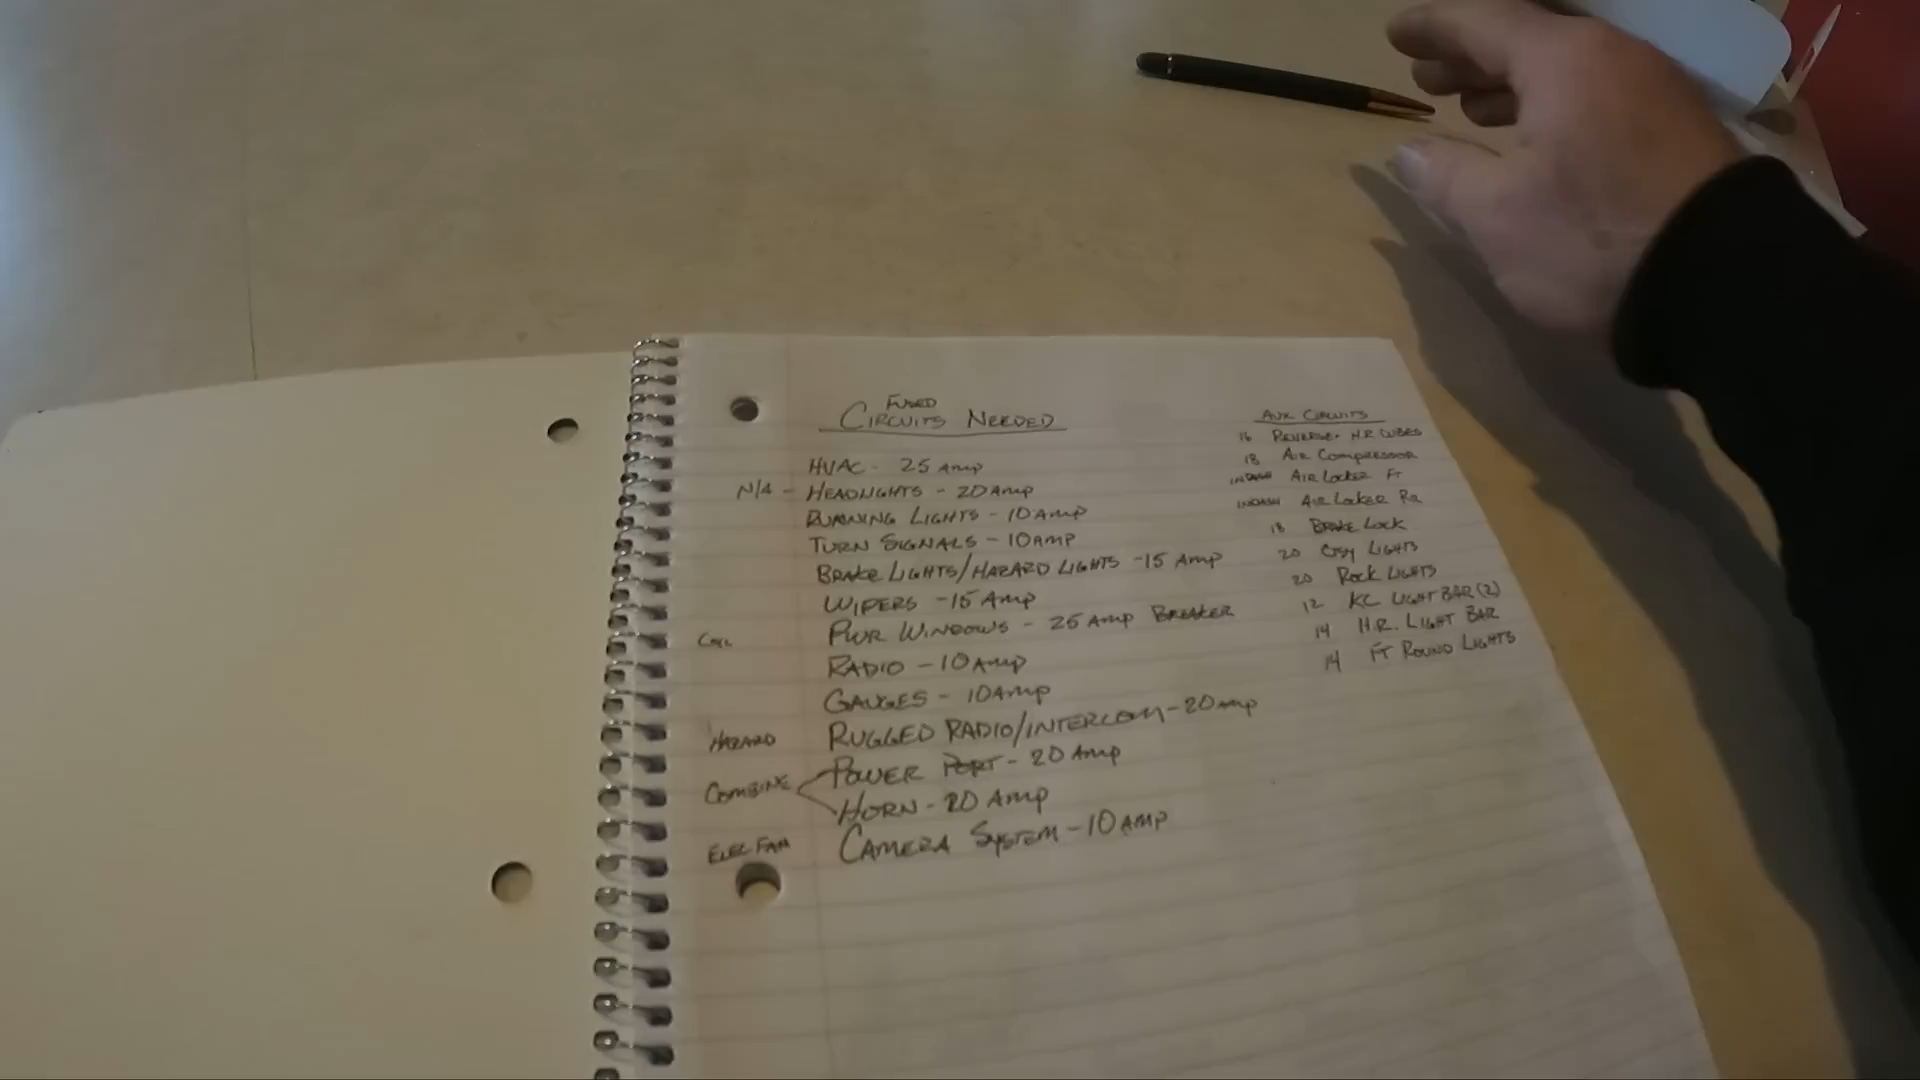 Fused
Circuits Needed
HVAC - 25 Amp
N/A - Headlights - 20 Amp
Running Lights - 10 Amp
Turn Signals - 10 Amp
Brake Lights/Hazard Lights - 15 Amp
Wipers - 15 Amp
Coil Pwr Windows - 25 Amp Breaker
Radio - 10 Amp
Gauges - 10 Amp
Hazard Rugged Radio/Intercom - 20 Amp
Combine Power Port - 20 Amp
Horn - 20 Amp
Elec Fan Camera System - 10 Amp
Aux Circuits
16 Reverse + H.R Cubes
18 Air Compressor
Indash Air Locker Ft
Indash Air Locker Rr
18 Brake Lock
20 Lights
20 Rock Lights
12 KC Light Bar (2)
14 H.R. Light Bar
14 Ft Round Lights